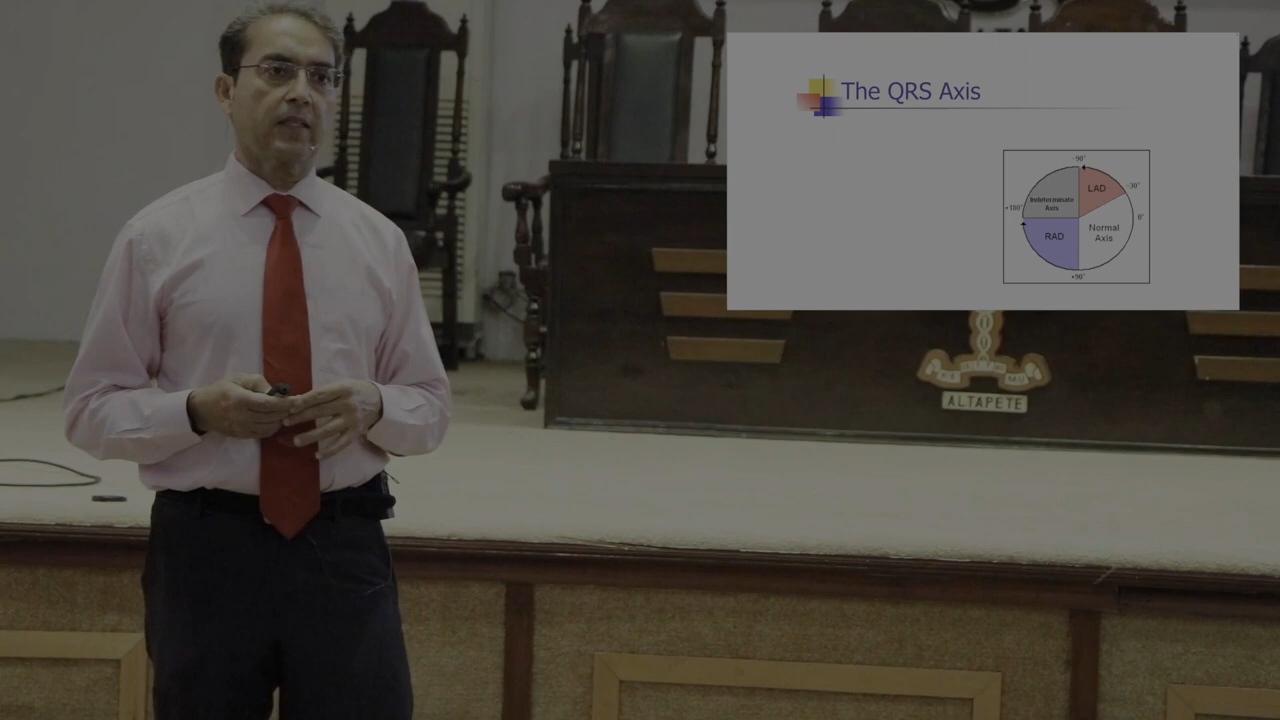 The QRS Axis
-90°
LAD
-30°
Indeterminate
Axis
+180°
0°
RAD
Normal
Axis
+90°
ALTAPETE